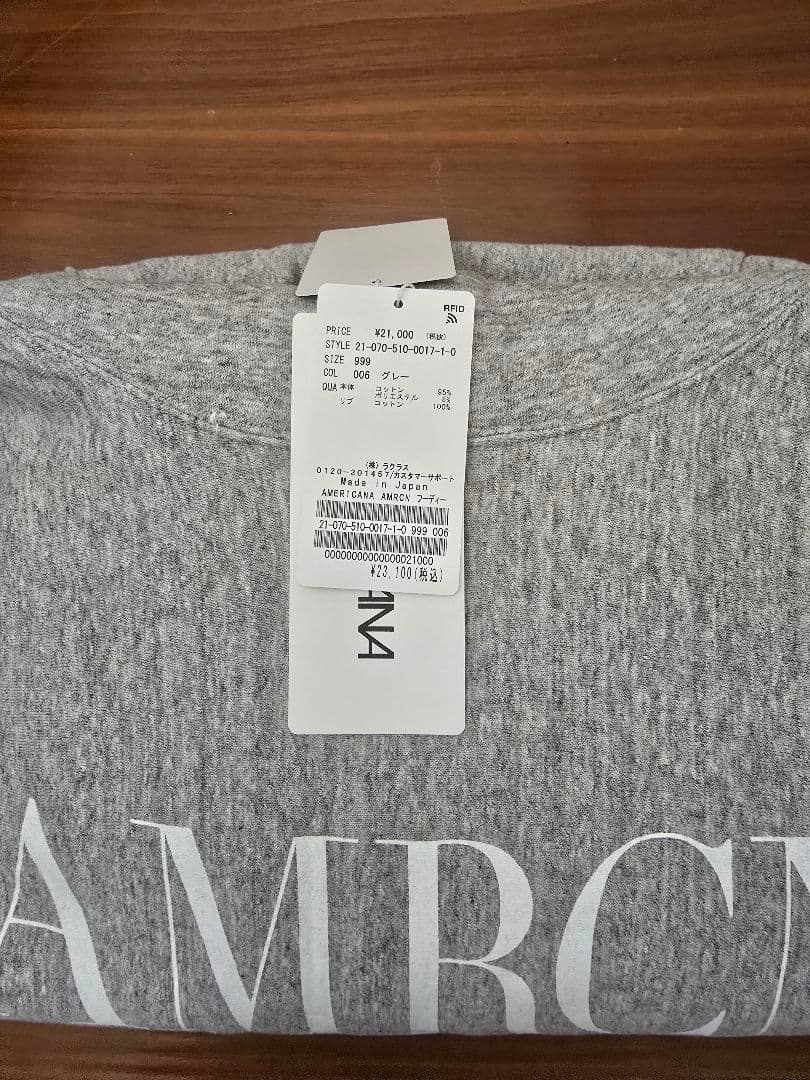 RFID
PRICE ¥21,000 (税抜)
STYLE 21-070-510-0017-1-0
SIZE 999
COL 006 グレー
QUA 本体 コットン 95%
ポリエステル 5%
リブ コットン 100%
(株) ラクラス
0120-301457/カスタマーサポート
Made in Japan
AMERICANA AMRCN フーディー
21-070-510-0017-1-0 999 006
00000000000000021000
¥23,100(税込)
ANA
AMRCN